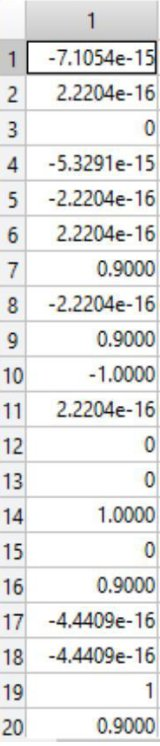 1
1 -7.1054e-15
2 2.2204e-16
3 0
4 -5.3291e-15
5 -2.2204e-16
6 2.2204e-16
7 0.9000
8 -2.2204e-16
9 0.9000
10 -1.0000
11 2.2204e-16
12 0
13 0
14 1.0000
15 0
16 0.9000
17 -4.4409e-16
18 -4.4409e-16
19 1
20 0.9000